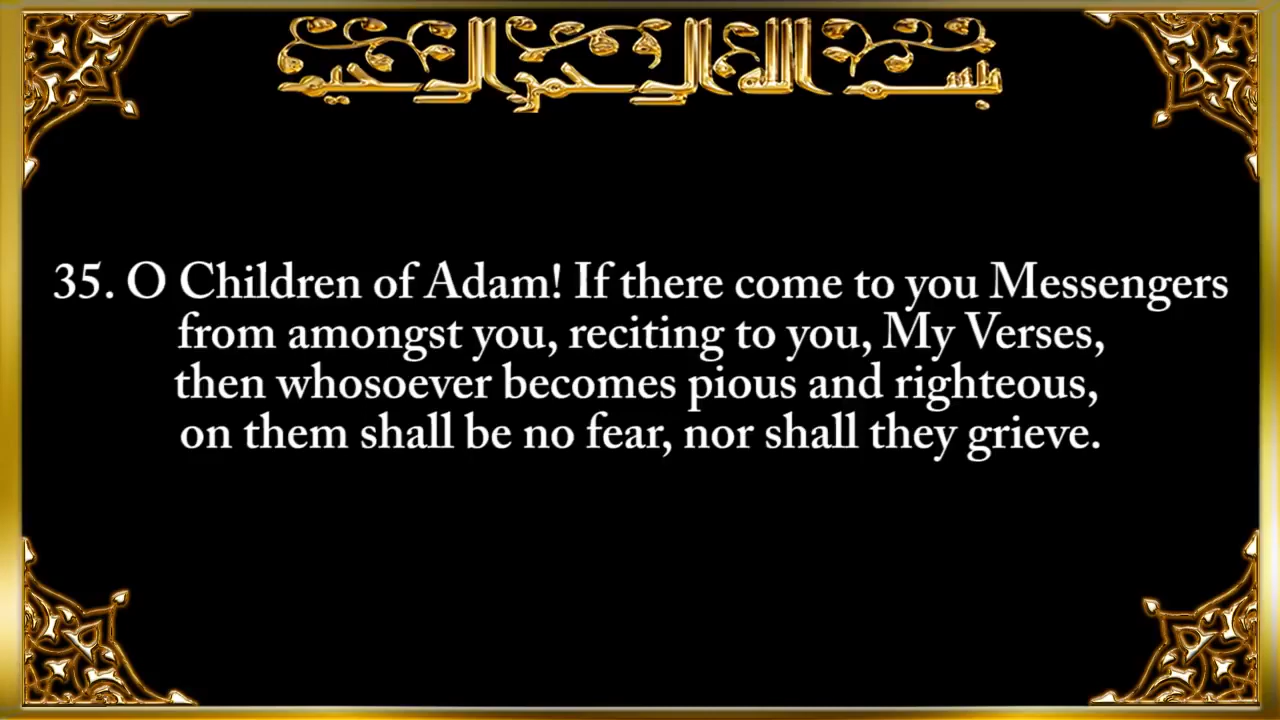 بسم الله الرحمن الرحيم
35. O Children of Adam! If there come to you Messengers
from amongst you, reciting to you, My Verses,
then whosoever becomes pious and righteous,
on them shall be no fear, nor shall they grieve.